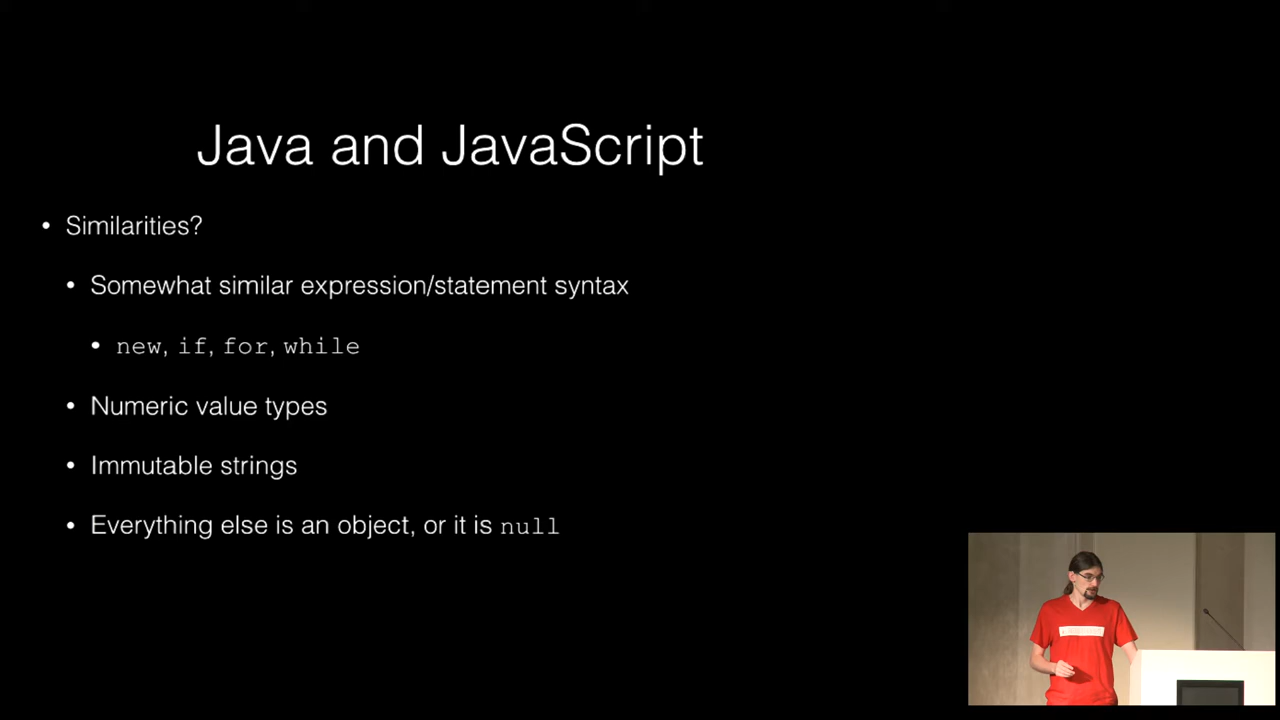 Java and JavaScript
• Similarities?
• Somewhat similar expression/statement syntax
• new, if, for, while
• Numeric value types
• Immutable strings
• Everything else is an object, or it is null